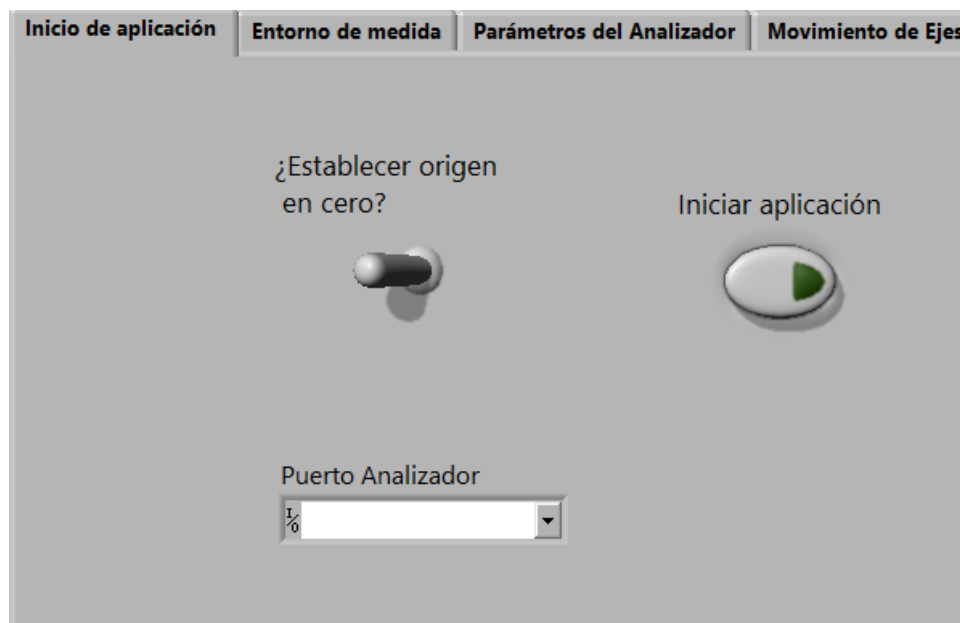 Inicio de aplicación
Entorno de medida
Parámetros del Analizador
Movimiento de Ejes
¿Establecer origen
en cero?
Iniciar aplicación
Puerto Analizador
I/O